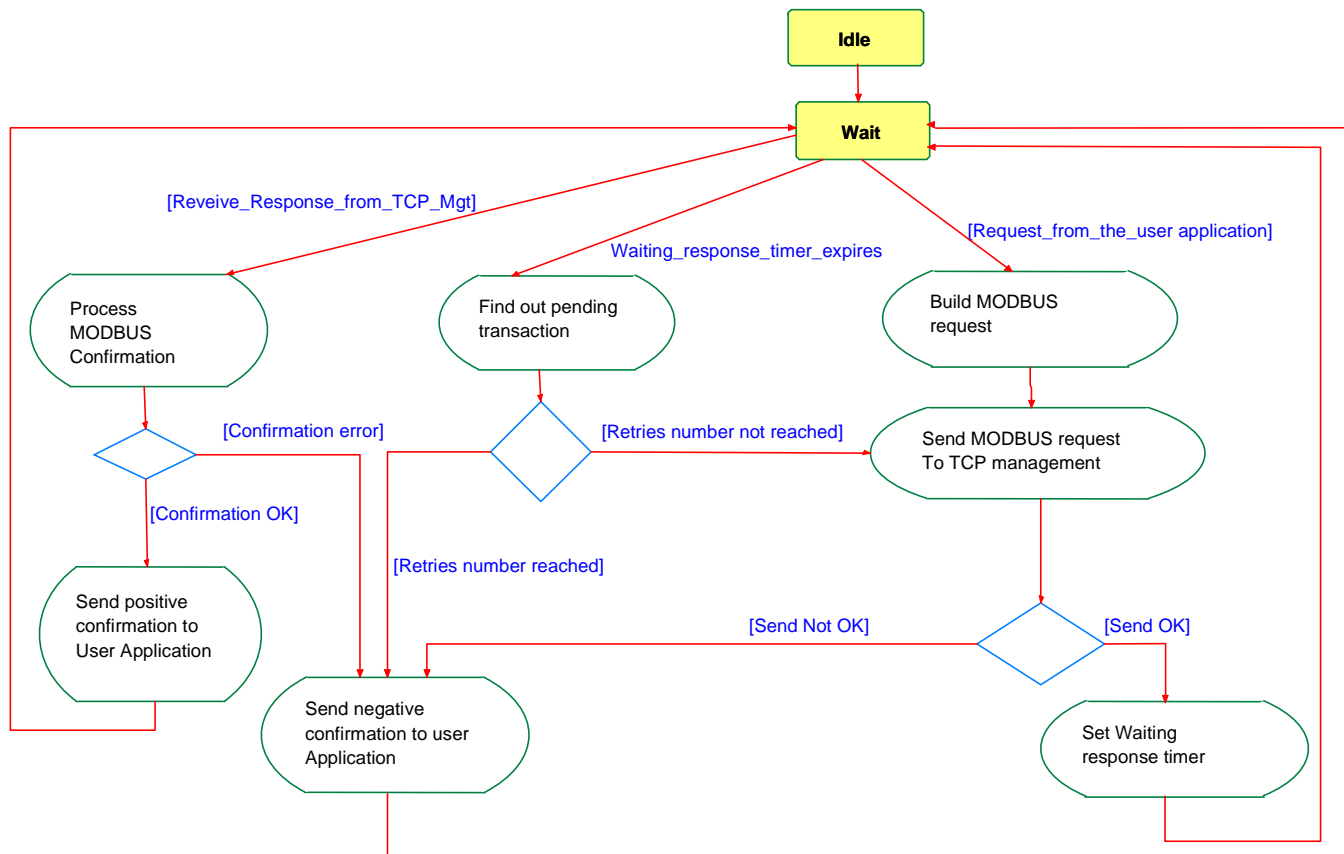 Idle
Wait
[Reveive_Response_from_TCP_Mgt]
[Request_from_the_user application]
Waiting_response_timer_expires
Process
MODBUS
Confirmation
Find out pending
transaction
Build MODBUS
request
[Confirmation error]
[Retries number not reached]
Send MODBUS request
To TCP management
[Confirmation OK]
[Retries number reached]
Send positive
confirmation to
User Application
[Send Not OK]
[Send OK]
Send negative
confirmation to user
Application
Set Waiting
response timer